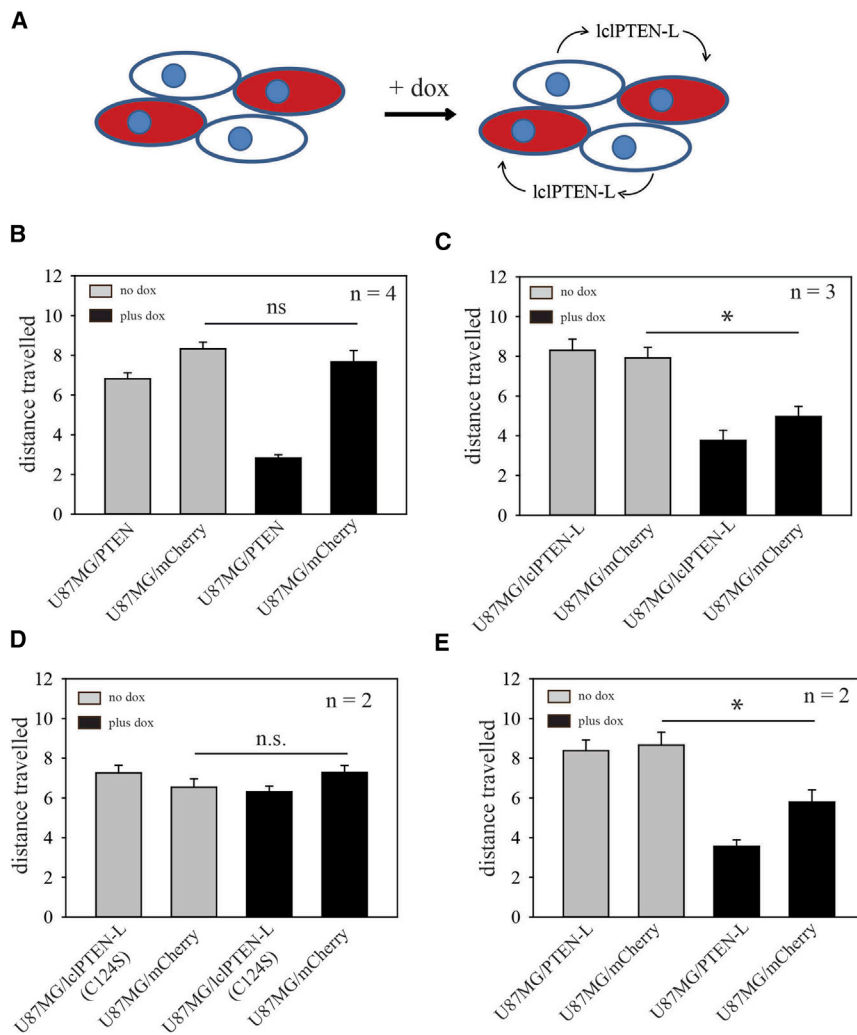 A
+ dox
lclPTEN-L
lclPTEN-L
B
12
10
8
6
4
2
0
distance travelled
no dox
plus dox
n = 4
ns
U87MG/PTEN
U87MG/mCherry
U87MG/PTEN
U87MG/mCherry
C
12
10
8
6
4
2
0
distance travelled
no dox
plus dox
n = 3
*
U87MG/lclPTEN-L
U87MG/mCherry
U87MG/lclPTEN-L
U87MG/mCherry
D
12
10
8
6
4
2
0
distance travelled
no dox
plus dox
n = 2
n.s.
U87MG/lclPTEN-L
(C124S)
U87MG/mCherry
U87MG/lclPTEN-L
(C124S)
U87MG/mCherry
E
12
10
8
6
4
2
0
distance travelled
no dox
plus dox
n = 2
*
U87MG/PTEN-L
U87MG/mCherry
U87MG/PTEN-L
U87MG/mCherry